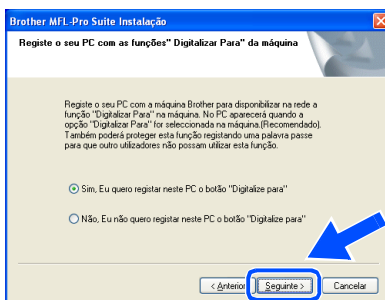 Brother MFL-Pro Suite Instalação
Registe o seu PC com as funções" Digitalizar Para" da máquina
Registe o seu PC com a máquina Brother para disponibilizar na rede a
função "Digitalizar Para" na máquina. No PC aparecerá quando a
opção "Digitalizar Para" for seleccionada na máquina.(Recomendado).
Também poderá proteger esta função registando uma palavra passe
para que outro utilizadores não possam utilizar esta função.
Sim, Eu quero registar neste PC o botão "Digitalize para"
Não, Eu não quero registar neste PC o botão "Digitalize para"
< Anterior Seguinte > Cancelar